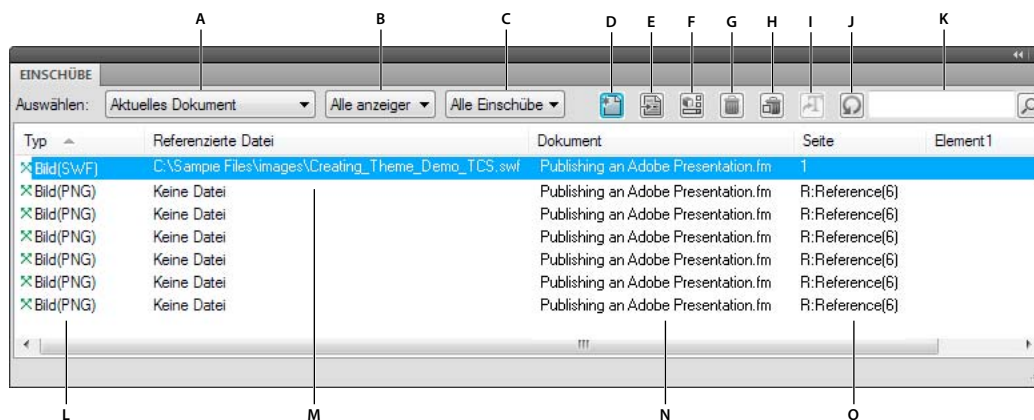 A B C D E F G H I J K
EINSCHÜBE
Auswählen: Aktuelles Dokument Alle anzeiger Alle Einschübe
Typ Referenzierte Datei Dokument Seite Element1
Bild(SWF) C:\Sample Files\images\Creating_Theme_Demo_TCS.swf Publishing an Adobe Presentation.fm 1
Bild(PNG) Keine Datei Publishing an Adobe Presentation.fm R:Reference(6)
Bild(PNG) Keine Datei Publishing an Adobe Presentation.fm R:Reference(6)
Bild(PNG) Keine Datei Publishing an Adobe Presentation.fm R:Reference(6)
Bild(PNG) Keine Datei Publishing an Adobe Presentation.fm R:Reference(6)
Bild(PNG) Keine Datei Publishing an Adobe Presentation.fm R:Reference(6)
Bild(PNG) Keine Datei Publishing an Adobe Presentation.fm R:Reference(6)
L M N O